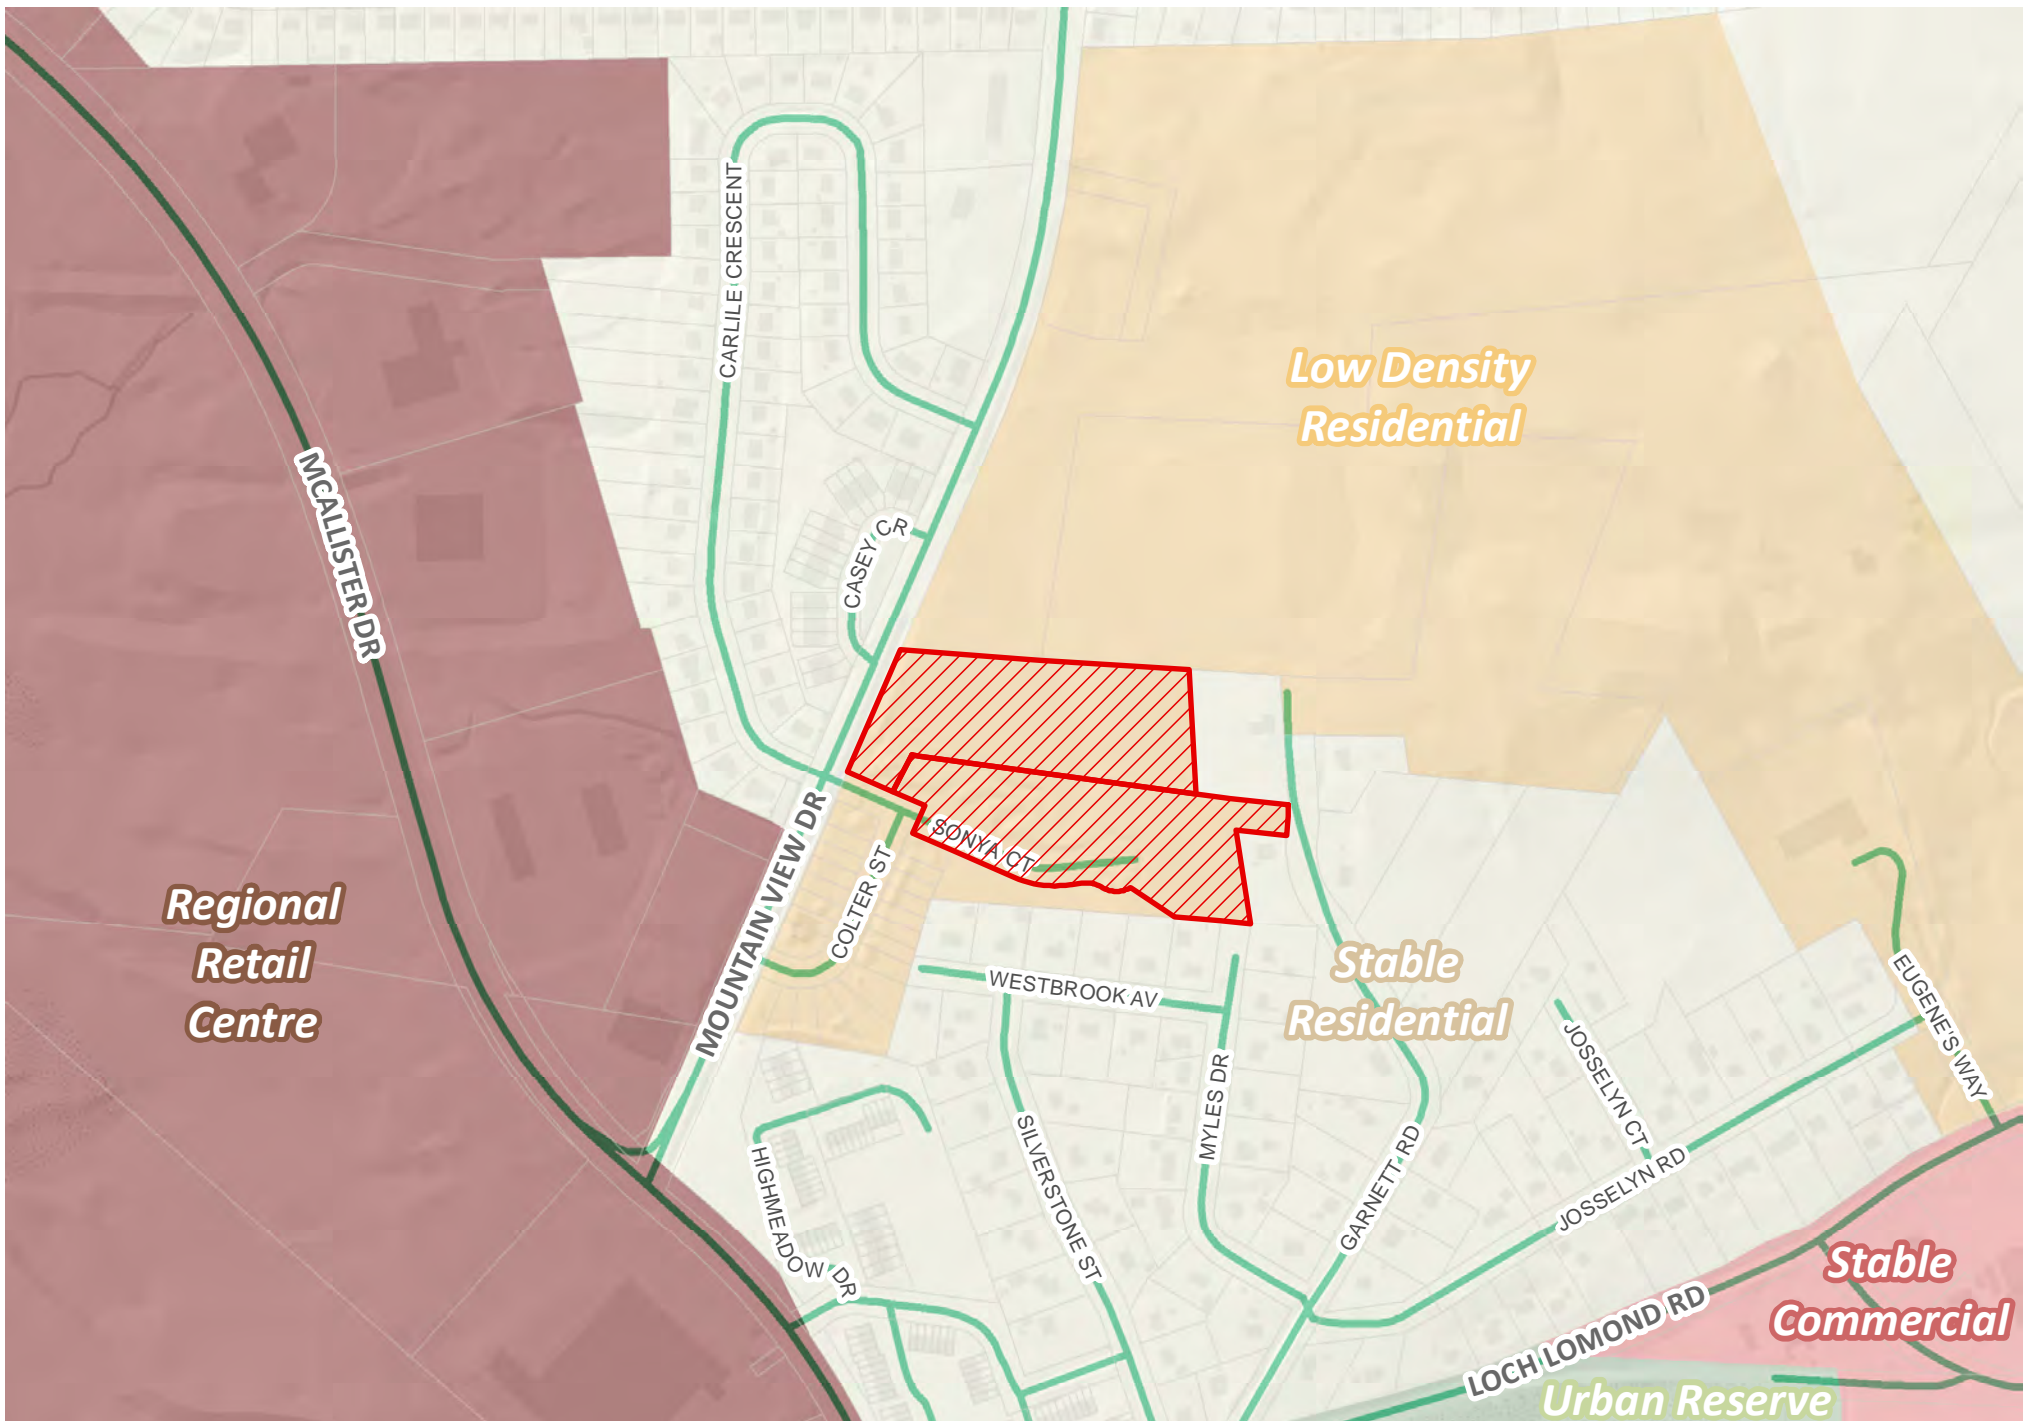 CARLILE CRESCENT
Low Density
Residential
MCALLISTER DR
CASEY CR
SONYA CT
MOUNTAIN VIEW DR
COLTER ST
Regional
Retail
Centre
Stable
Residential
WESTBROOK AV
EUGENE'S WAY
JOSSELYN CT
MYLES DR
SILVERSTONE ST
GARNETT RD
JOSSELYN RD
HIGHMEADOW DR
Stable
Commercial
LOCH LOMOND RD
Urban Reserve